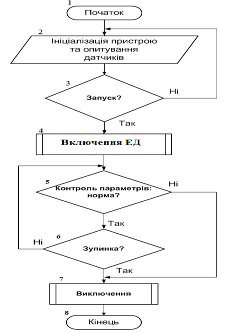 1
Початок
2
Ініціалізація пристрою
та опитування
датчиків
3
Запуск?
Ні
Так
4
Включення ЕД
5
Контроль параметрів:
норма?
Ні
Так
6
Зупинка?
Ні
Так
7
Виключення
8
Кінець